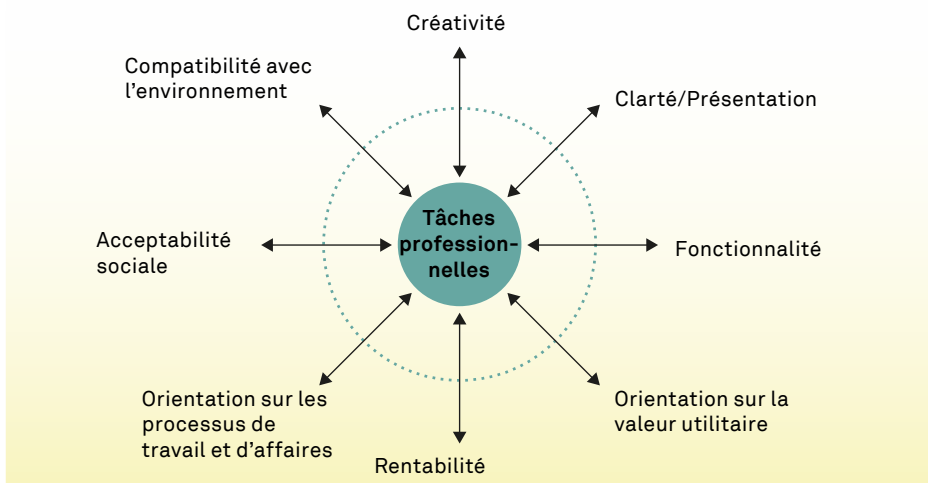 Créativité
Compatibilité avec
l'environnement
Clarté/Présentation
Acceptabilité
sociale
Tâches
profession-
nelles
Fonctionnalité
Orientation sur les
processus de
travail et d'affaires
Orientation sur la
valeur utilitaire
Rentabilité